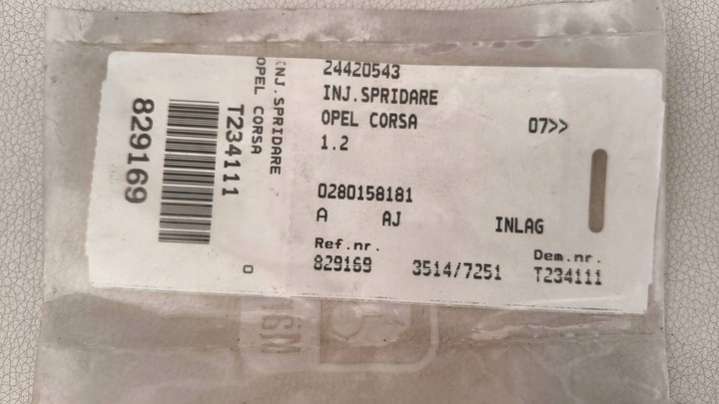 24420543
INJ.SPRIDARE
OPEL CORSA 07>>
1.2
0280158181
A AJ INLAG
Ref.nr. Dem.nr.
829169 3514/7251 T234111
INJ.SPRIDARE
OPEL CORSA
O
T234111
829169